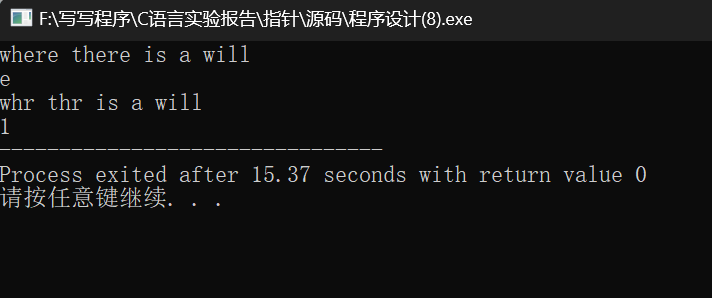 F:\写写程序\C语言实验报告\指针\源码\程序设计(8).exe
where there is a will
e
whr thr is a will
l
--------------------------------
Process exited after 15.37 seconds with return value 0
请按任意键继续. . .